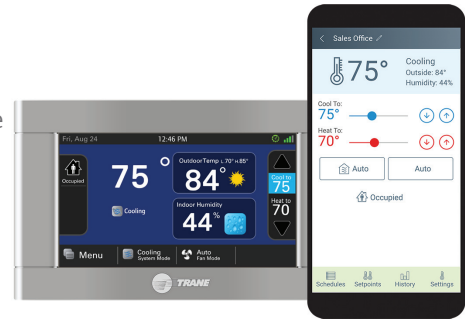 e
Fri, Aug 24
12:46 PM
Occupied
75°
Cooling
Outdoor Temp L 70° H 85°
84°
Indoor Humidity
44%
Cool to
75
Heat to
70
Menu
Cooling
System Mode
Auto
Fan Mode
TRANE
Sales Office
75°
Cooling
Outside: 84°
Humidity: 44%
Cool To:
75°
Heat To:
70°
Auto
Auto
Occupied
Schedules
Setpoints
History
Settings